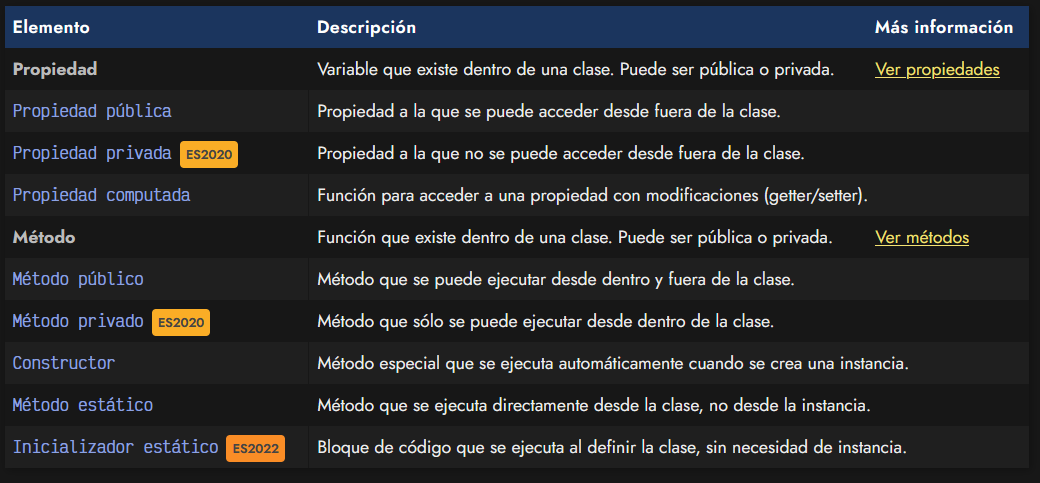 Elemento Descripción Más información
Propiedad Variable que existe dentro de una clase. Puede ser pública o privada. Ver propiedades
Propiedad pública Propiedad a la que se puede acceder desde fuera de la clase.
Propiedad privada ES2020 Propiedad a la que no se puede acceder desde fuera de la clase.
Propiedad computada Función para acceder a una propiedad con modificaciones (getter/setter).
Método Función que existe dentro de una clase. Puede ser pública o privada. Ver métodos
Método público Método que se puede ejecutar desde dentro y fuera de la clase.
Método privado ES2020 Método que sólo se puede ejecutar desde dentro de la clase.
Constructor Método especial que se ejecuta automáticamente cuando se crea una instancia.
Método estático Método que se ejecuta directamente desde la clase, no desde la instancia.
Inicializador estático ES2022 Bloque de código que se ejecuta al definir la clase, sin necesidad de instancia.